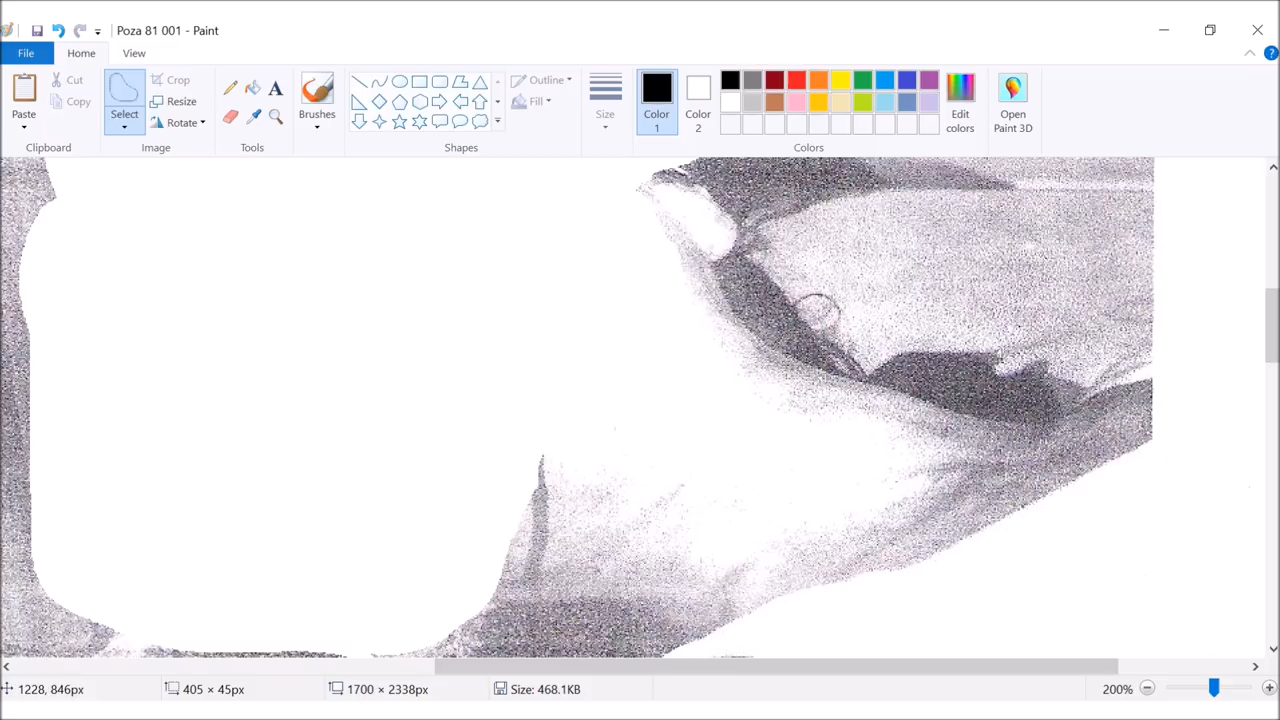 Poza 81 001 - Paint
File Home View
Paste Cut Copy Select Crop Resize Rotate Brushes Outline Fill Size Color 1 Color 2 Edit colors Open Paint 3D
Clipboard Image Tools Shapes Colors
1228, 846px 405 × 45px 1700 × 2338px Size: 468.1KB 200%